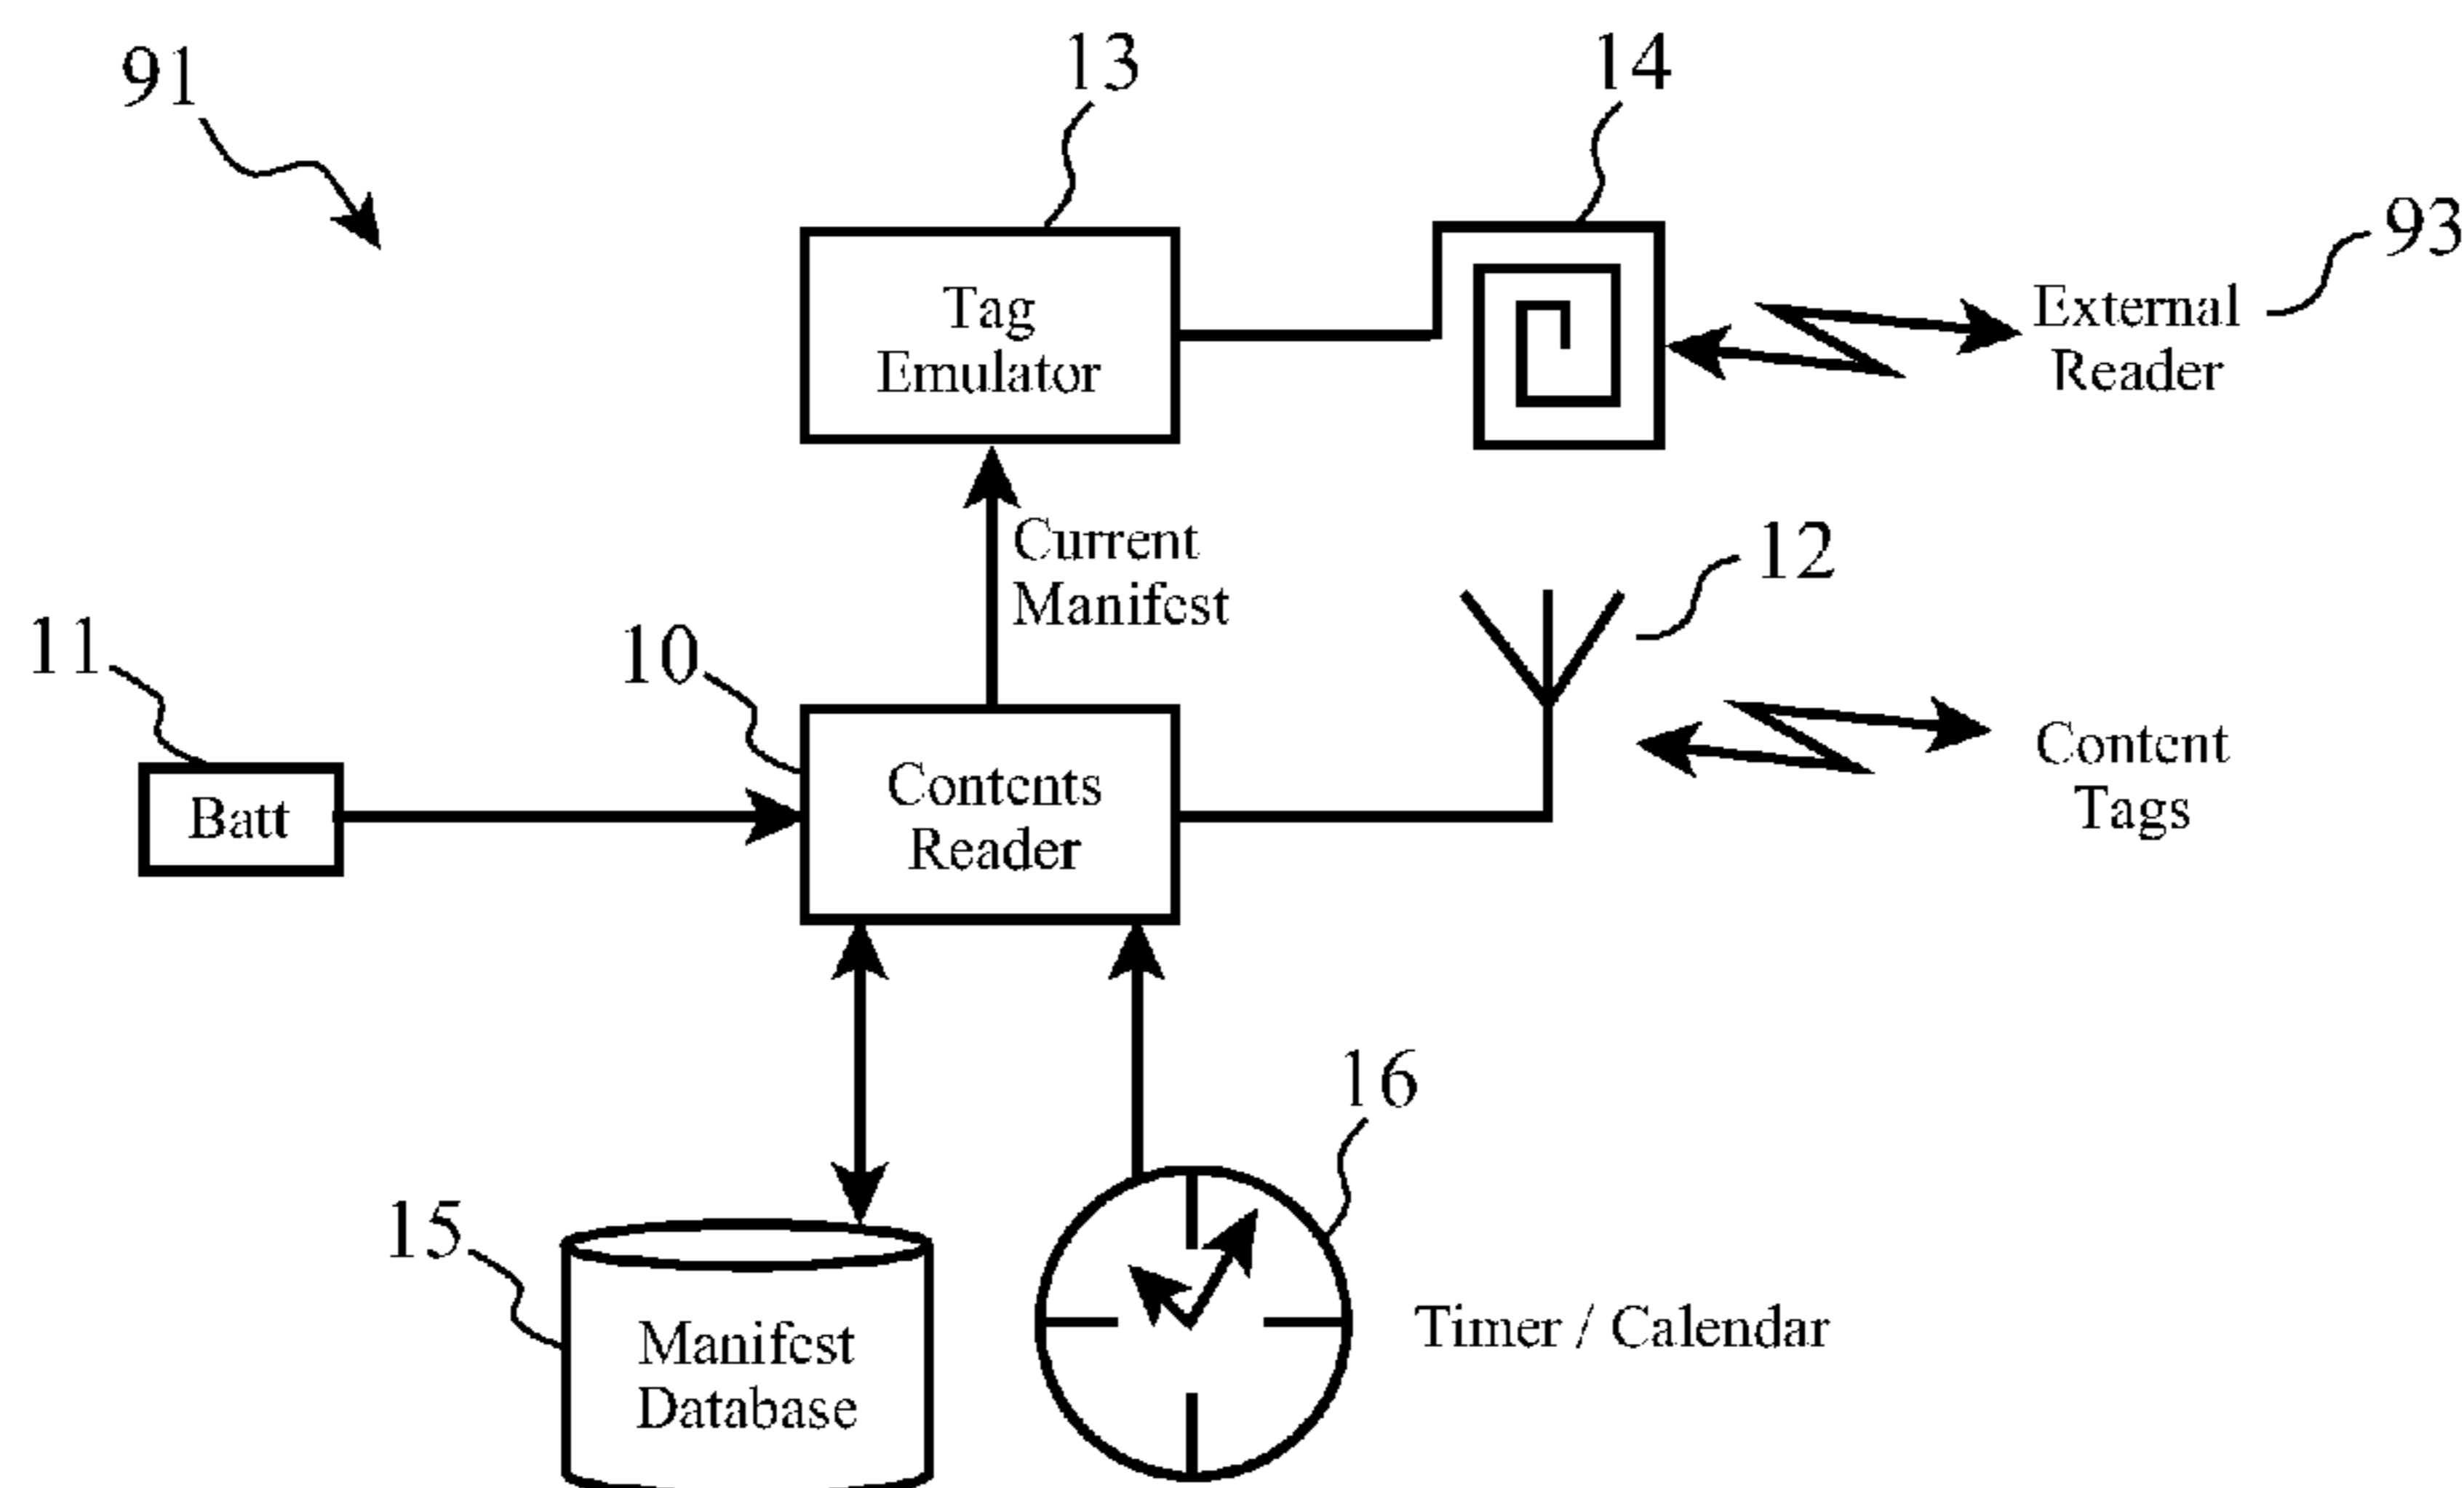 91
13
14
93
Tag
Emulator
External
Reader
Current
Manifest
12
11
10
Batt
Contents
Reader
Content
Tags
16
15
Manifest
Database
Timer / Calendar